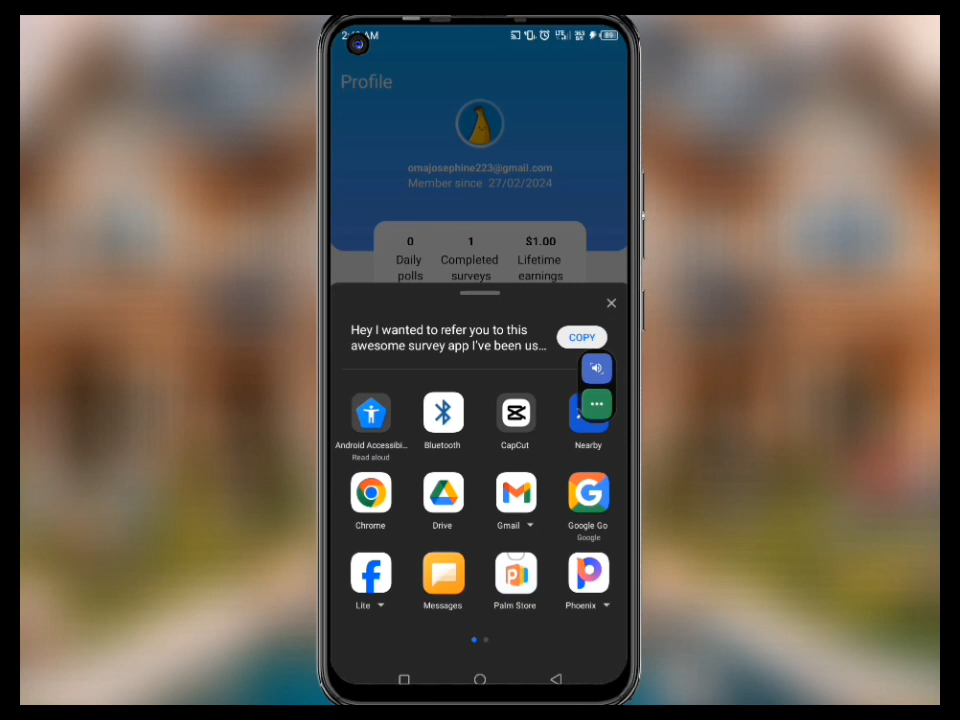 AM
89
Profile
omajosephine223@gmail.com
Member since 27/02/2024
0 1 $1.00
Daily Completed Lifetime
polls surveys earnings
Hey I wanted to refer you to this
awesome survey app I've been us...
COPY
Android Accessibi... Bluetooth CapCut Nearby
Read aloud
Chrome Drive Gmail Google Go
Google
Lite Messages Palm Store Phoenix